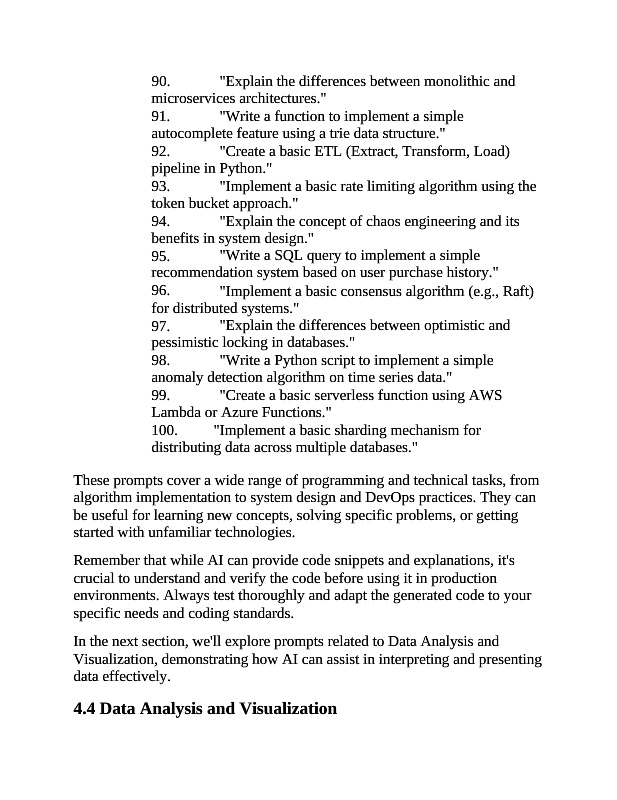 90. "Explain the differences between monolithic and
microservices architectures."
91. "Write a function to implement a simple
autocomplete feature using a trie data structure."
92. "Create a basic ETL (Extract, Transform, Load)
pipeline in Python."
93. "Implement a basic rate limiting algorithm using the
token bucket approach."
94. "Explain the concept of chaos engineering and its
benefits in system design."
95. "Write a SQL query to implement a simple
recommendation system based on user purchase history."
96. "Implement a basic consensus algorithm (e.g., Raft)
for distributed systems."
97. "Explain the differences between optimistic and
pessimistic locking in databases."
98. "Write a Python script to implement a simple
anomaly detection algorithm on time series data."
99. "Create a basic serverless function using AWS
Lambda or Azure Functions."
100. "Implement a basic sharding mechanism for
distributing data across multiple databases."
These prompts cover a wide range of programming and technical tasks, from
algorithm implementation to system design and DevOps practices. They can
be useful for learning new concepts, solving specific problems, or getting
started with unfamiliar technologies.
Remember that while AI can provide code snippets and explanations, it's
crucial to understand and verify the code before using it in production
environments. Always test thoroughly and adapt the generated code to your
specific needs and coding standards.
In the next section, we'll explore prompts related to Data Analysis and
Visualization, demonstrating how AI can assist in interpreting and presenting
data effectively.
4.4 Data Analysis and Visualization